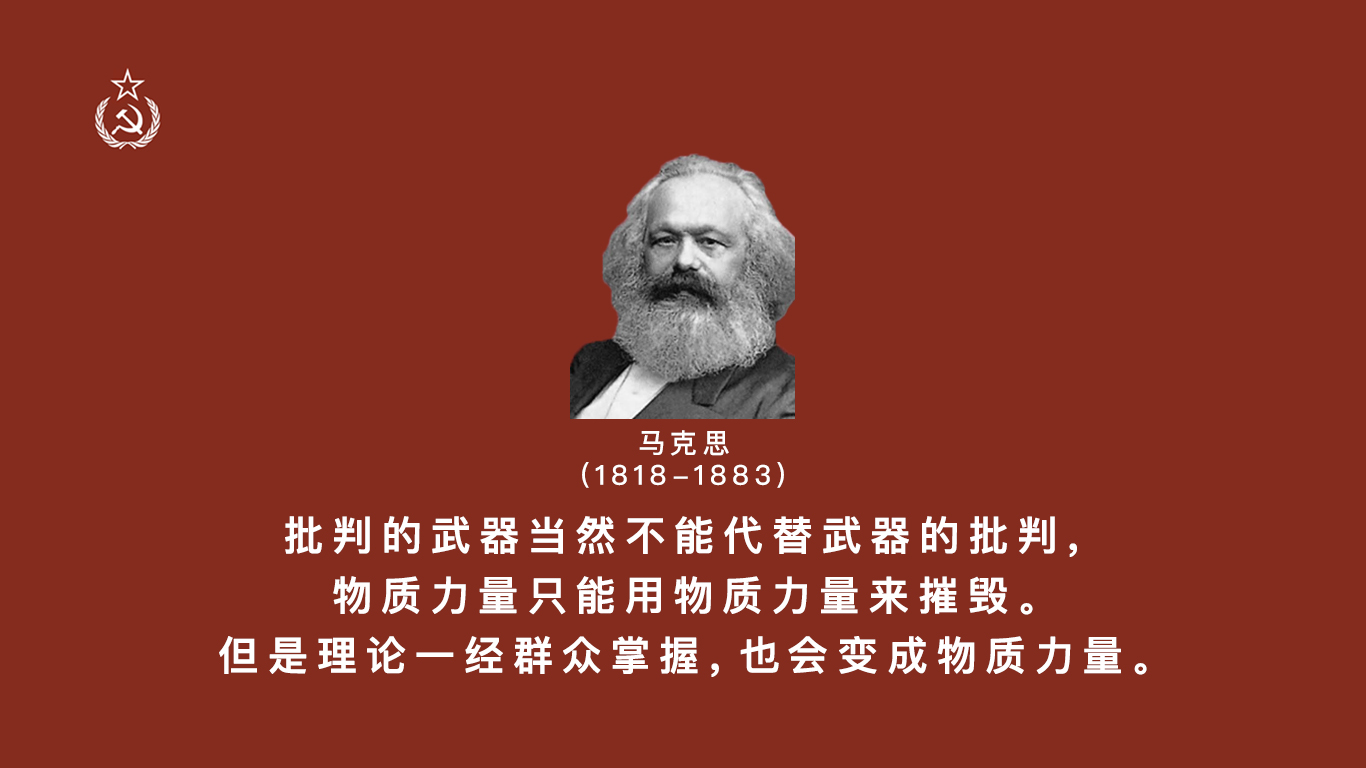 马克思
(1818-1883)
批判的武器当然不能代替武器的批判,
物质力量只能用物质力量来摧毁。
但是理论一经群众掌握,也会变成物质力量。